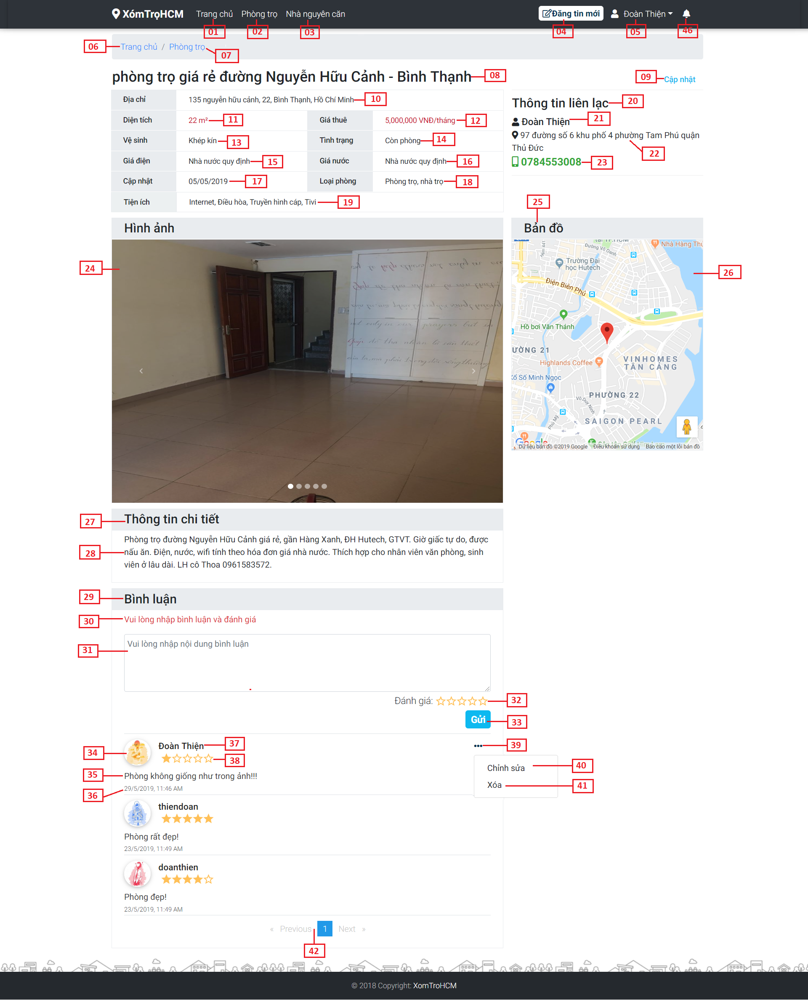 XómTrọHCM Trang chủ Phòng trọ Nhà nguyên căn Đăng tin mới Đoàn Thiện
01 02 03 04 05 46
06 Trang chủ / Phòng trọ 07
phòng trọ giá rẻ đường Nguyễn Hữu Cảnh - Bình Thạnh 08
09 Cập nhật
Địa chỉ 135 nguyễn hữu cảnh, 22, Bình Thạnh, Hồ Chí Minh 10
Diện tích 22 m² 11 Giá thuê 5,000,000 VNĐ/tháng 12
Vệ sinh Khép kín 13 Tình trạng Còn phòng 14
Giá điện Nhà nước quy định 15 Giá nước Nhà nước quy định 16
Cập nhật 05/05/2019 17 Loại phòng Phòng trọ, nhà trọ 18
Tiện ích Internet, Điều hòa, Truyền hình cáp, Tivi 19
Thông tin liên lạc 20
Đoàn Thiện 21
97 đường số 6 khu phố 4 phường Tam Phú quận
Thủ Đức 22
0784553008 23
Hình ảnh
24
25
Bản đồ
26
tại TP.HCM
Đường Võ Oanh
Hẻm 441
Nhà Hàng Thu
Trường Đại
học Hutech
Điện Biên Phủ
Hồ bơi Văn Thánh
ƯỜNG 21
Highlands Coffee
VINHOMES
TÂN CẢNG
Xổ Số Minh Ngọc
PHƯỜNG 22
Võ Duy Ninh
Phú Mỹ
SAIGON PEARL
Google
Dữ liệu bản đồ ©2019 Google Điều khoản sử dụng Báo cáo một lỗi bản đồ
27 Thông tin chi tiết
Phòng trọ đường Nguyễn Hữu Cảnh giá rẻ, gần Hàng Xanh, ĐH Hutech, GTVT. Giờ giấc tự do, được
28 nấu ăn. Điện, nước, wifi tính theo hóa đơn giá nhà nước. Thích hợp cho nhân viên văn phòng, sinh
viên ở lâu dài. LH cô Thoa 0961583572.
29 Bình luận
30 Vui lòng nhập bình luận và đánh giá
31 Vui lòng nhập nội dung bình luận
Đánh giá: 32
Gửi 33
34 Đoàn Thiện 37 39
38
35 Phòng không giống như trong ảnh!!!
36 29/5/2019, 11:46 AM
Chỉnh sửa 40
Xóa 41
thiendoan
Phòng rất đẹp!
23/5/2019, 11:49 AM
doanthien
Phòng đẹp!
23/5/2019, 11:49 AM
« Previous 1 Next »
42
© 2018 Copyright: XomTroHCM